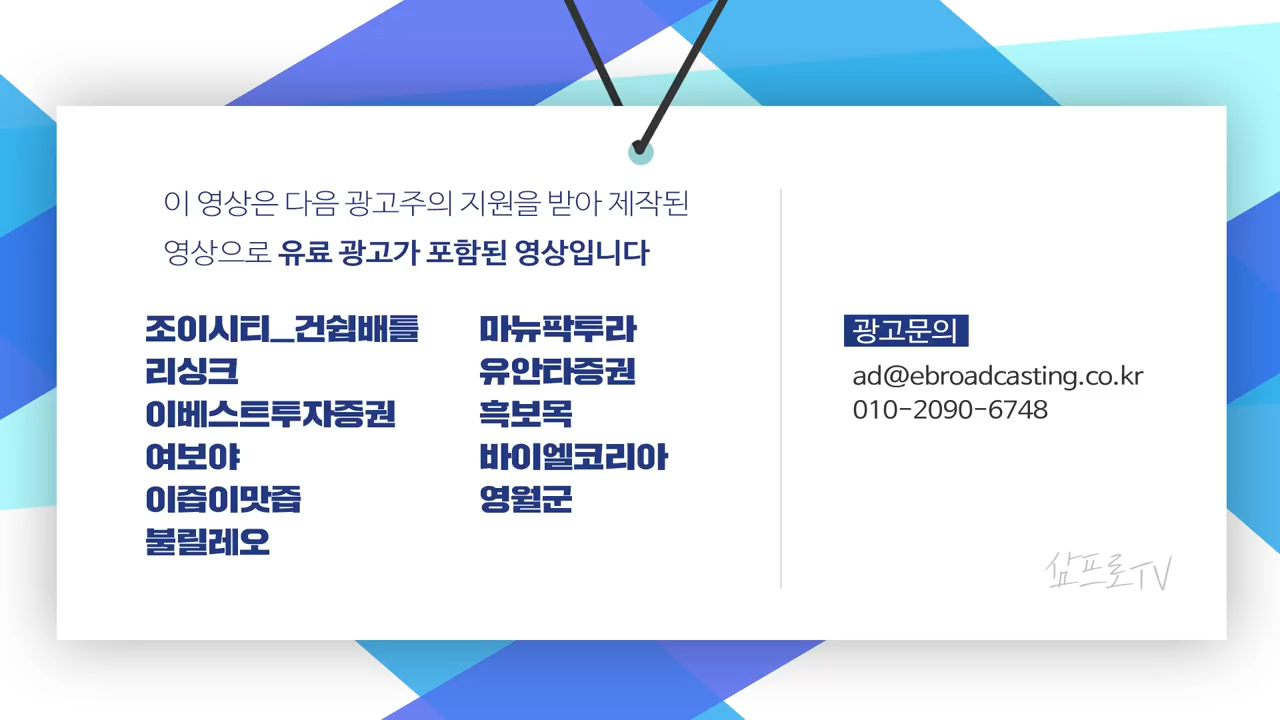 이 영상은 다음 광고주의 지원을 받아 제작된
영상으로 유료 광고가 포함된 영상입니다
조이시티_건쉽배틀
리싱크
이베스트투자증권
여보야
이즙이맛즙
불릴레오
마뉴팍투라
유안타증권
흑보목
바이엘코리아
영월군
광고문의
ad@ebroadcasting.co.kr
010-2090-6748
삼프로TV